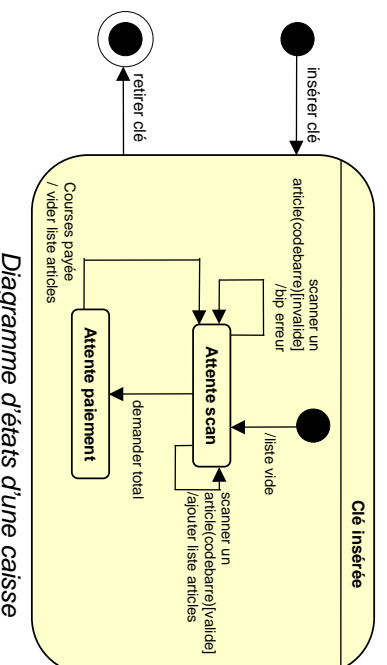 Clé insérée
insérer clé
/liste vide
scanner un
article(codebarre)[invalide]
/bip erreur
Attente scan
scanner un
article(codebarre)[valide]
/ajouter liste articles
demander total
retirer clé
Courses payée
/ vider liste articles
Attente paiement
Diagramme d'états d'une caisse